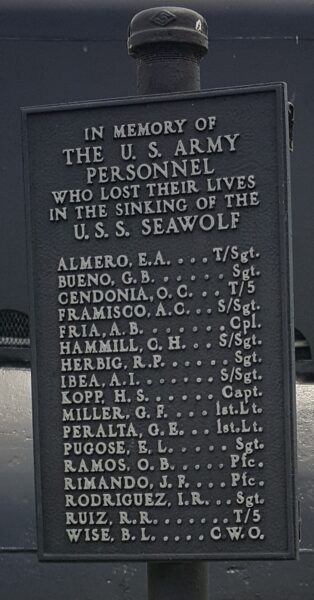 IN MEMORY OF
THE U. S. ARMY
PERSONNEL
WHO LOST THEIR LIVES
IN THE SINKING OF THE
U. S. S. SEAWOLF
ALMERO, E.A. . . . . T/Sgt.
BUENO, G. B. . . . . . . Sgt.
CENDONIA, O. C. . . . T/5
FRAMISCO, A.C. . . S/Sgt.
FRIA, A. B. . . . . . . . . Cpl.
HAMMILL, C. H. . . . S/Sgt.
HERBIG, R.P. . . . . . . Sgt.
IBEA, A. I. . . . . . . . S/Sgt.
KOPP, H. S. . . . . . . . Capt.
MILLER, G. F. . . . . 1st.Lt.
PERALTA, G. E. . . . 1st.Lt.
PUGOSE, E. L. . . . . . Sgt.
RAMOS, O. B. . . . . . Pfc.
RIMANDO, J. F. . . . . Pfc.
RODRIGUEZ, I.R. . . . Sgt.
RUIZ, R.R. . . . . . . . T/5
WISE, B. L. . . . . . C.W.O.